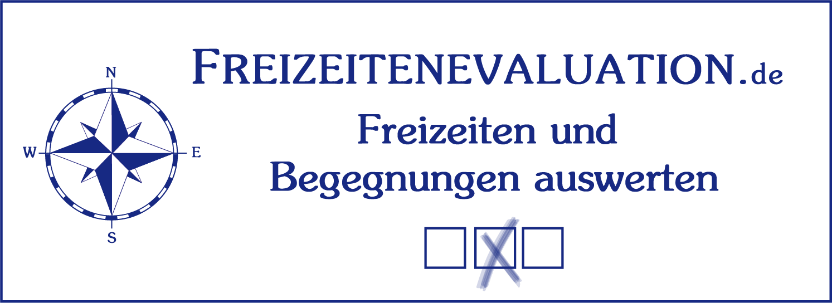 N
FREIZEITENEVALUATION.de
W
E
Freizeiten und
Begegnungen auswerten
S